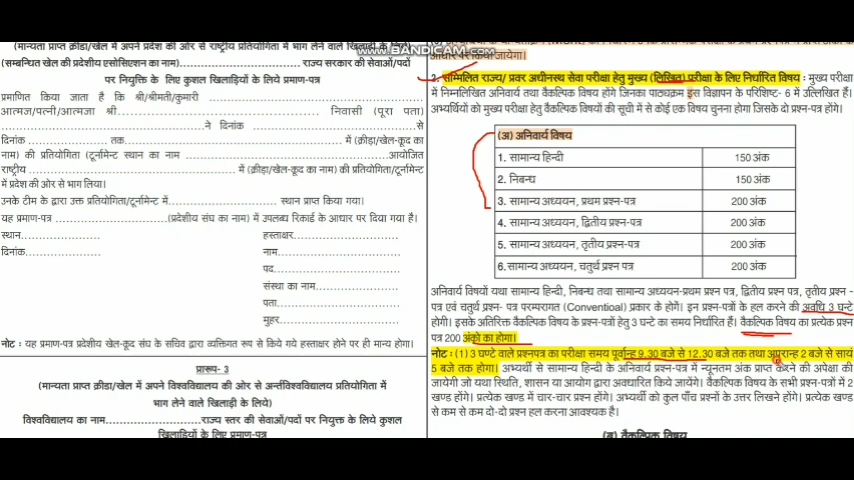 (मान्यता प्राप्त क्रीडा/खेल में अपने प्रदेश की ओर से राष्ट्रीय प्रतियोगिता में भाग लेने वाले खिलाड़ी के लिए)
(सम्बन्धित खेल की प्रदेशीय एसोसिएशन का नाम)........................................ राज्य सरकार की सेवाओं/पदों
पर नियुक्ति के लिए कुशल खिलाड़ियों के लिए प्रमाण-पत्र
प्रमाणित किया जाता है कि श्री/श्रीमती/कुमारी ........................................
आत्मज/पत्नी/आत्मजा श्री........................................ निवासी (पूरा पता)
........................................ ने दिनांक ........................................ से
दिनांक ........................ तक........................................ में (क्रीड़ा/खेल-कूद का
नाम) की प्रतियोगिता (टूर्नामेन्ट स्थान का नाम ........................................आयोजित
राष्ट्रीय ........................................ में (क्रीड़ा/खेल-कूद का नाम) की प्रतियोगिता/टूर्नामेन्ट
में प्रदेश की ओर से भाग लिया।
उनके टीम के द्वारा उक्त प्रतियोगिता/टूर्नामेन्ट में........................................ स्थान प्राप्त किया गया।
यह प्रमाण-पत्र ........................................(प्रदेशीय संघ का नाम) में उपलब्ध रिकार्ड के आधार पर दिया गया है।
स्थान........................ हस्ताक्षर........................
दिनांक........................ नाम........................
पद........................
संस्था का नाम........................
पता........................
मुहर........................
नोट : यह प्रमाण-पत्र प्रदेशीय संघ के सचिव द्वारा व्यक्तिगत रूप से किये गये हस्ताक्षर होने पर ही मान्य होगा।
प्रारूप- 3
(मान्यता प्राप्त क्रीड़ा/खेल में अपने विश्वविद्यालय की ओर से अर्न्तविश्वविद्यालय प्रतियोगिता में
भाग लेने वाले खिलाड़ी के लिये)
विश्वविद्यालय का नाम........................................राज्य स्तर की सेवाओं/पदों पर नियुक्त के लिये कुशल
खिलाड़ियों के लिए प्रमाण-पत्र
WWW.BANDICAM.COM
आधार पर किया जायेगा।
2. सम्मिलित राज्य/ प्रवर अधीनस्थ सेवा परीक्षा हेतु मुख्य (लिखित) परीक्षा के लिए निर्धारित विषय : मुख्य परीक्षा
में निम्नलिखित अनिवार्य तथा वैकल्पिक विषय होंगे जिनका पाठ्यक्रम इस विज्ञापन के परिशिष्ट- 6 में उल्लिखित हैं।
अभ्यर्थियों को मुख्य परीक्षा हेतु वैकल्पिक विषयों की सूची में से कोई एक विषय चुनना होगा जिसके दो प्रश्न-पत्र होंगे।
(अ) अनिवार्य विषय
1. सामान्य हिन्दी 150 अंक
2. निबन्ध 150 अंक
3. सामान्य अध्ययन, प्रथम प्रश्न-पत्र 200 अंक
4. सामान्य अध्ययन, द्वितीय प्रश्न-पत्र 200 अंक
5. सामान्य अध्ययन, तृतीय प्रश्न-पत्र 200 अंक
6. सामान्य अध्ययन, चतुर्थ प्रश्न पत्र 200 अंक
अनिवार्य विषयों यथा सामान्य हिन्दी, निबन्ध तथा सामान्य अध्ययन-प्रथम प्रश्न पत्र, द्वितीय प्रश्न पत्र, तृतीय प्रश्न -
पत्र एवं चतुर्थ प्रश्न- पत्र परम्परागत (Conventioal) प्रकार के होगें। इन प्रश्न-पत्रों के हल करने की अवधि 3 घन्टे
होगी। इसके अतिरिक्त वैकल्पिक विषय के प्रश्न-पत्रों हेतु 3 घन्टे का समय निर्धारित हैं। वैकल्पिक विषय का प्रत्येक प्रश्न
पत्र 200 अंको का होगा।
नोट : (1) 3 घण्टे वाले प्रश्नपत्र का परीक्षा समय पूर्वान्ह 9.30 बजे से 12.30 बजे तक तथा अपरान्ह 2 बजे से सायं
5 बजे तक होगा। अभ्यर्थी से सामान्य हिन्दी के अनिवार्य प्रश्नपत्र में न्यूनतम अंक प्राप्त करने की अपेक्षा की
जायेगी जो यथा स्थिति, शासन या आयोग द्वारा अवधारित किये जायेंगे। वैकल्पिक विषय के सभी प्रश्नपत्रों में 2
खण्ड होंगे। प्रत्येक खण्ड में चार-चार प्रश्न होंगे। अभ्यर्थी को कुल पाँच प्रश्नों के उत्तर लिखने होंगे। प्रत्येक खण्ड
से कम से कम दो-दो प्रश्न हल करना आवश्यक है।
(ब) वैकल्पिक विषय